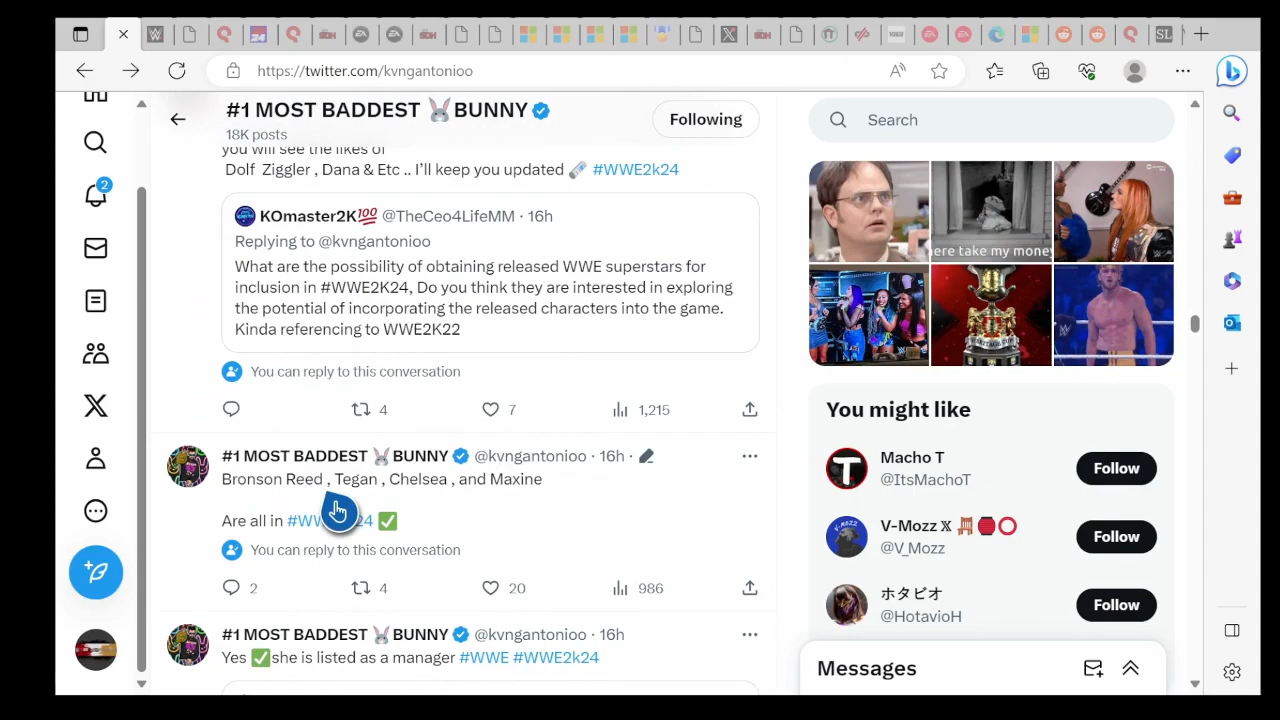 https://twitter.com/kvngantonioo
#1 MOST BADDEST 🐰BUNNY
18K posts
Following
Search
you will see the likes of
Dolf Ziggler , Dana & Etc .. I'll keep you updated 🗞️ #WWE2k24
KOmaster2K💯 @TheCeo4LifeMM · 16h
Replying to @kvngantonioo
What are the possibility of obtaining released WWE superstars for
inclusion in #WWE2K24, Do you think they are interested in exploring
the potential of incorporating the released characters into the game.
Kinda referencing to WWE2K22
You can reply to this conversation
4
7
1,215
#1 MOST BADDEST 🐰BUNNY @kvngantonioo · 16h ·
Bronson Reed , Tegan , Chelsea , and Maxine
Are all in
✅
You can reply to this conversation
2
4
20
986
#1 MOST BADDEST 🐰BUNNY @kvngantonioo · 16h
Yes ✅she is listed as a manager #WWE #WWE2k24
2
ere take my money
You might like
Macho T
@ItsMachoT
Follow
V-Mozz 𝕏 🪑🏮⭕
@V_Mozz
Follow
ホタビオ
@HotavioH
Follow
Messages